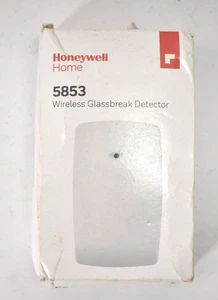 Honeywell
Home
5853
Wireless Glassbreak Detector